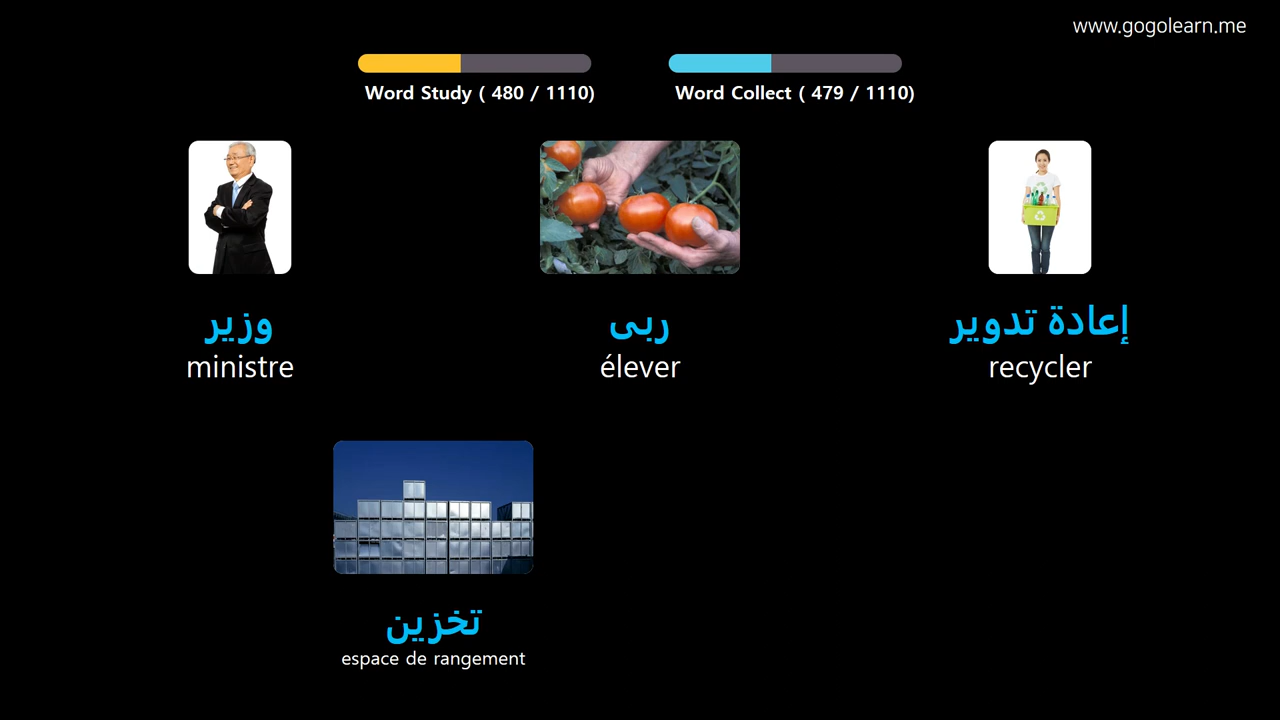 www.gogolearn.me
Word Study ( 480 / 1110)
Word Collect ( 479 / 1110)
وزير
ministre
ربى
élever
إعادة تدوير
recycler
تخزين
espace de rangement